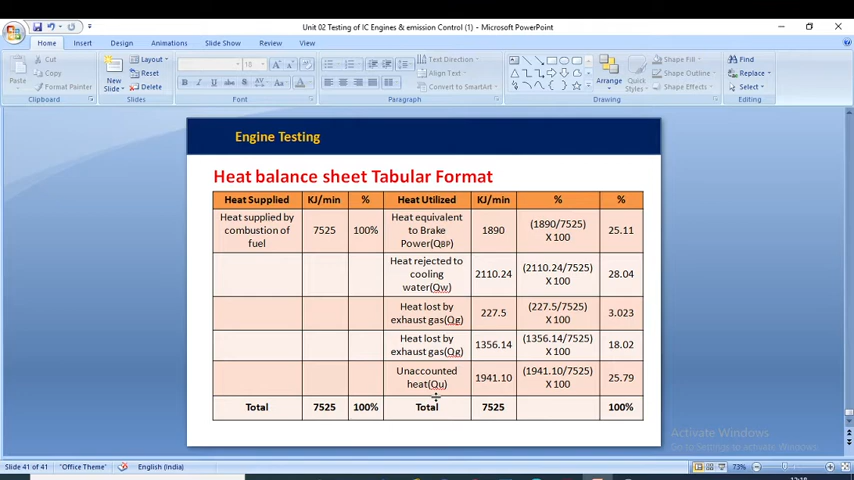 Unit 02 Testing of IC Engines & emission Control (1) - Microsoft PowerPoint
Home Insert Design Animations Slide Show Review View
Cut Layout Text Direction Shape Fill Find
Copy Reset Align Text Shape Outline Replace
Paste Format Painter New Slide Delete Convert to SmartArt Arrange Quick Styles Shape Effects Select
Clipboard Slides Font Paragraph Drawing Editing
Engine Testing
Heat balance sheet Tabular Format
Heat Supplied KJ/min % Heat Utilized KJ/min % %
Heat supplied by combustion of fuel 7525 100% Heat equivalent to Brake Power(QBP) 1890 (1890/7525) X 100 25.11
Heat rejected to cooling water(Qw) 2110.24 (2110.24/7525) X 100 28.04
Heat lost by exhaust gas(Qg) 227.5 (227.5/7525) X 100 3.023
Heat lost by exhaust gas(Qg) 1356.14 (1356.14/7525) X 100 18.02
Unaccounted heat(Qu) 1941.10 (1941.10/7525) X 100 25.79
Total 7525 100% Total 7525 100%
Activate Windows
Go to Settings to activate Windows.
Slide 41 of 41 "Office Theme" English (India) 73%